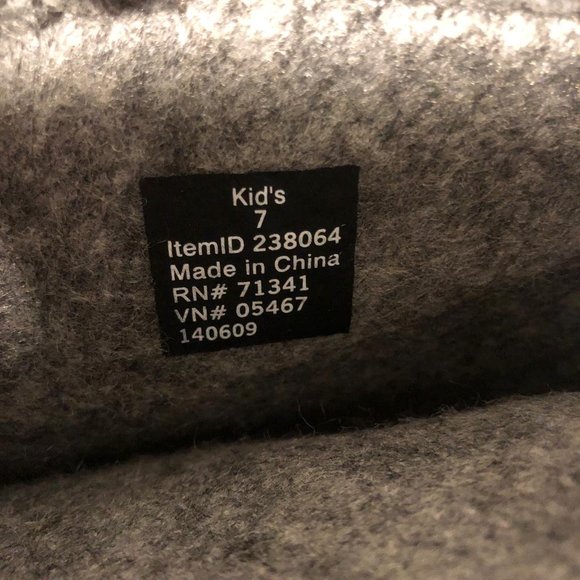 Kid's
7
ItemID 238064
Made in China
RN# 71341
VN# 05467
140609